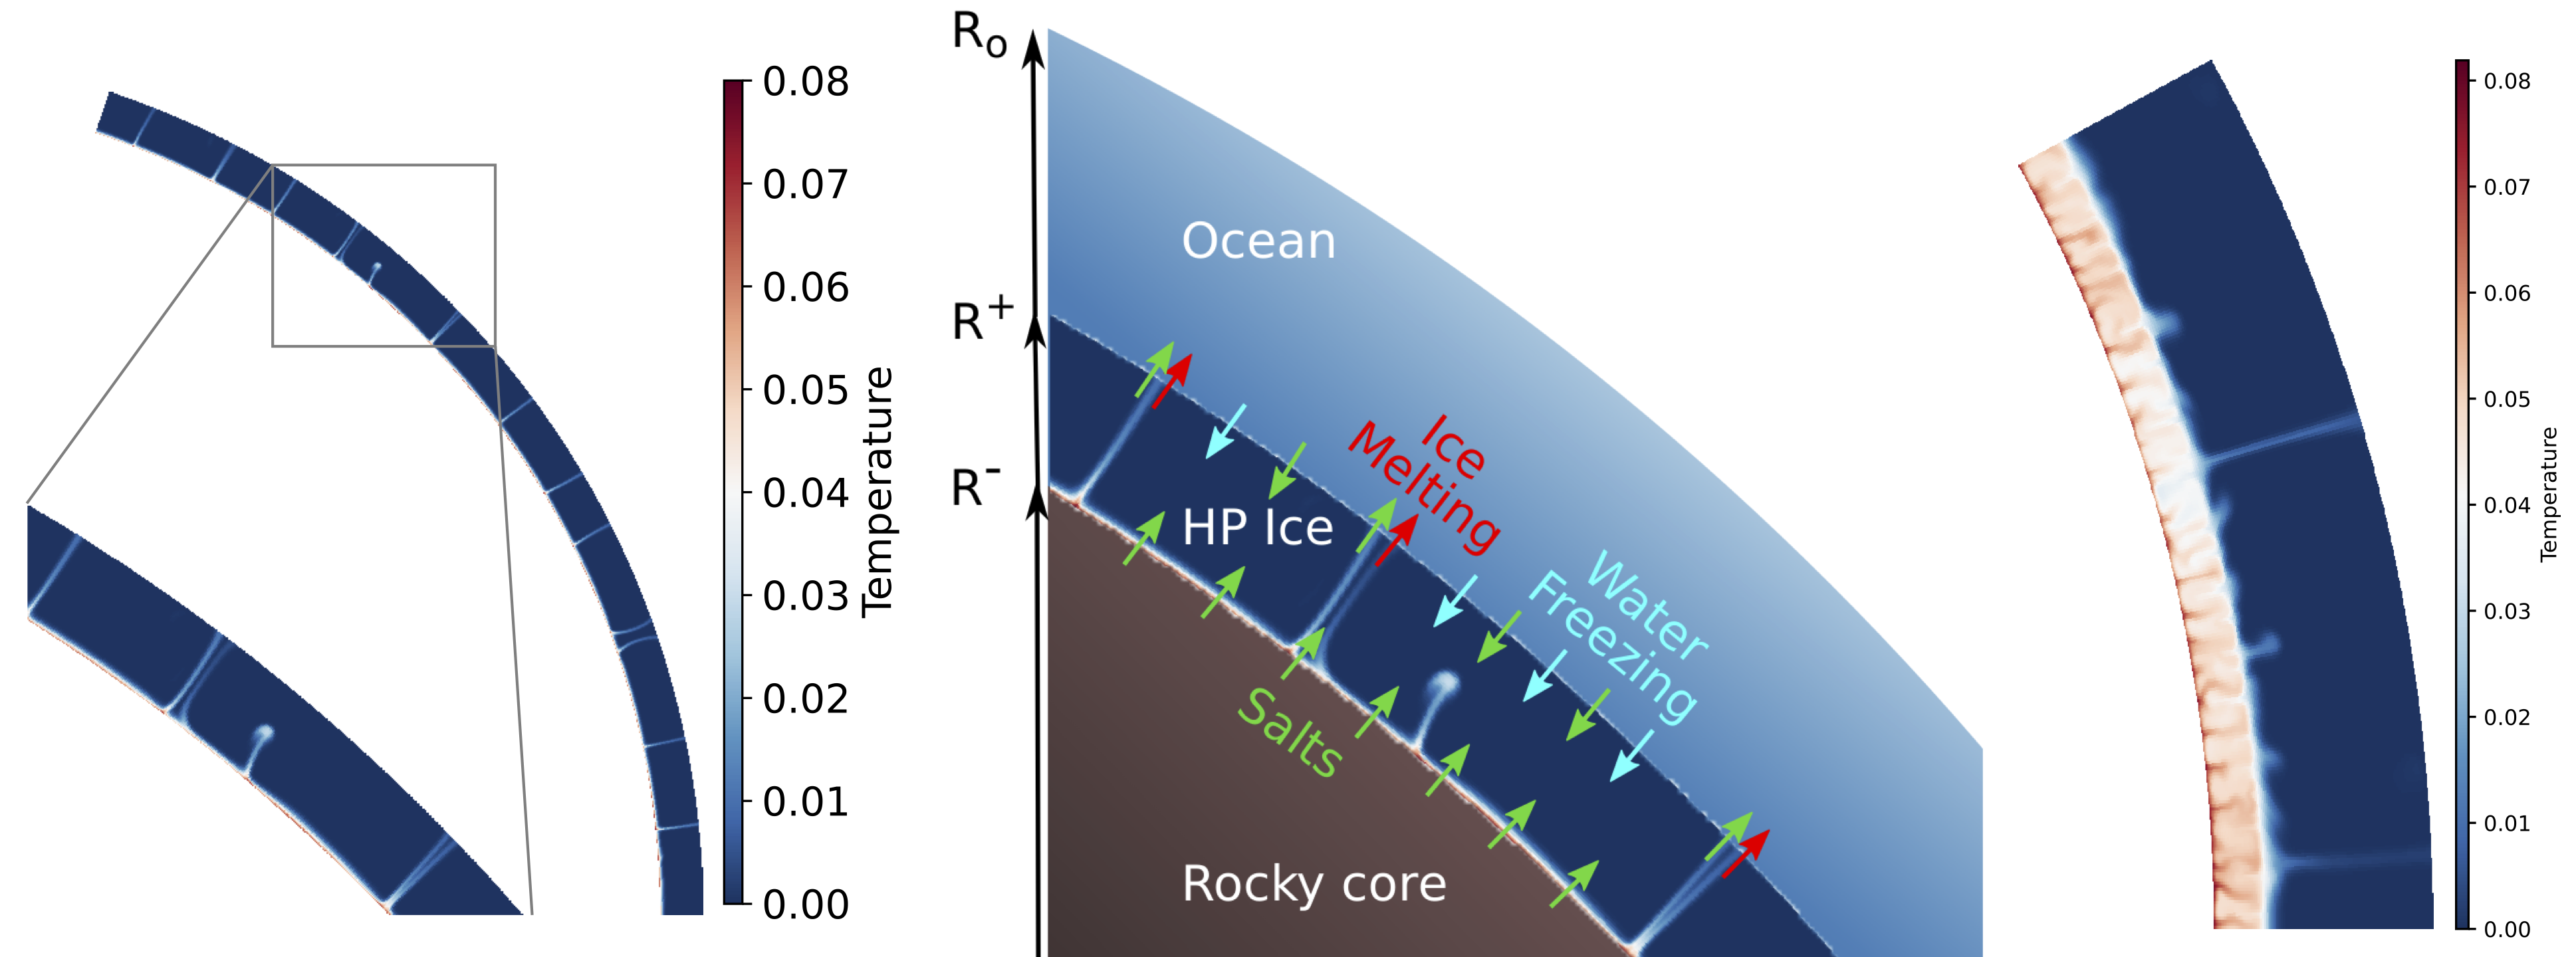 0.08
0.07
0.06
0.05
0.04
0.03
0.02
0.01
0.00
Temperature
Rₒ
R⁺
R⁻
Ocean
HP Ice
Rocky core
Ice
Melting
Water
Freezing
Salts
0.08
0.07
0.06
0.05
0.04
0.03
0.02
0.01
0.00
Temperature